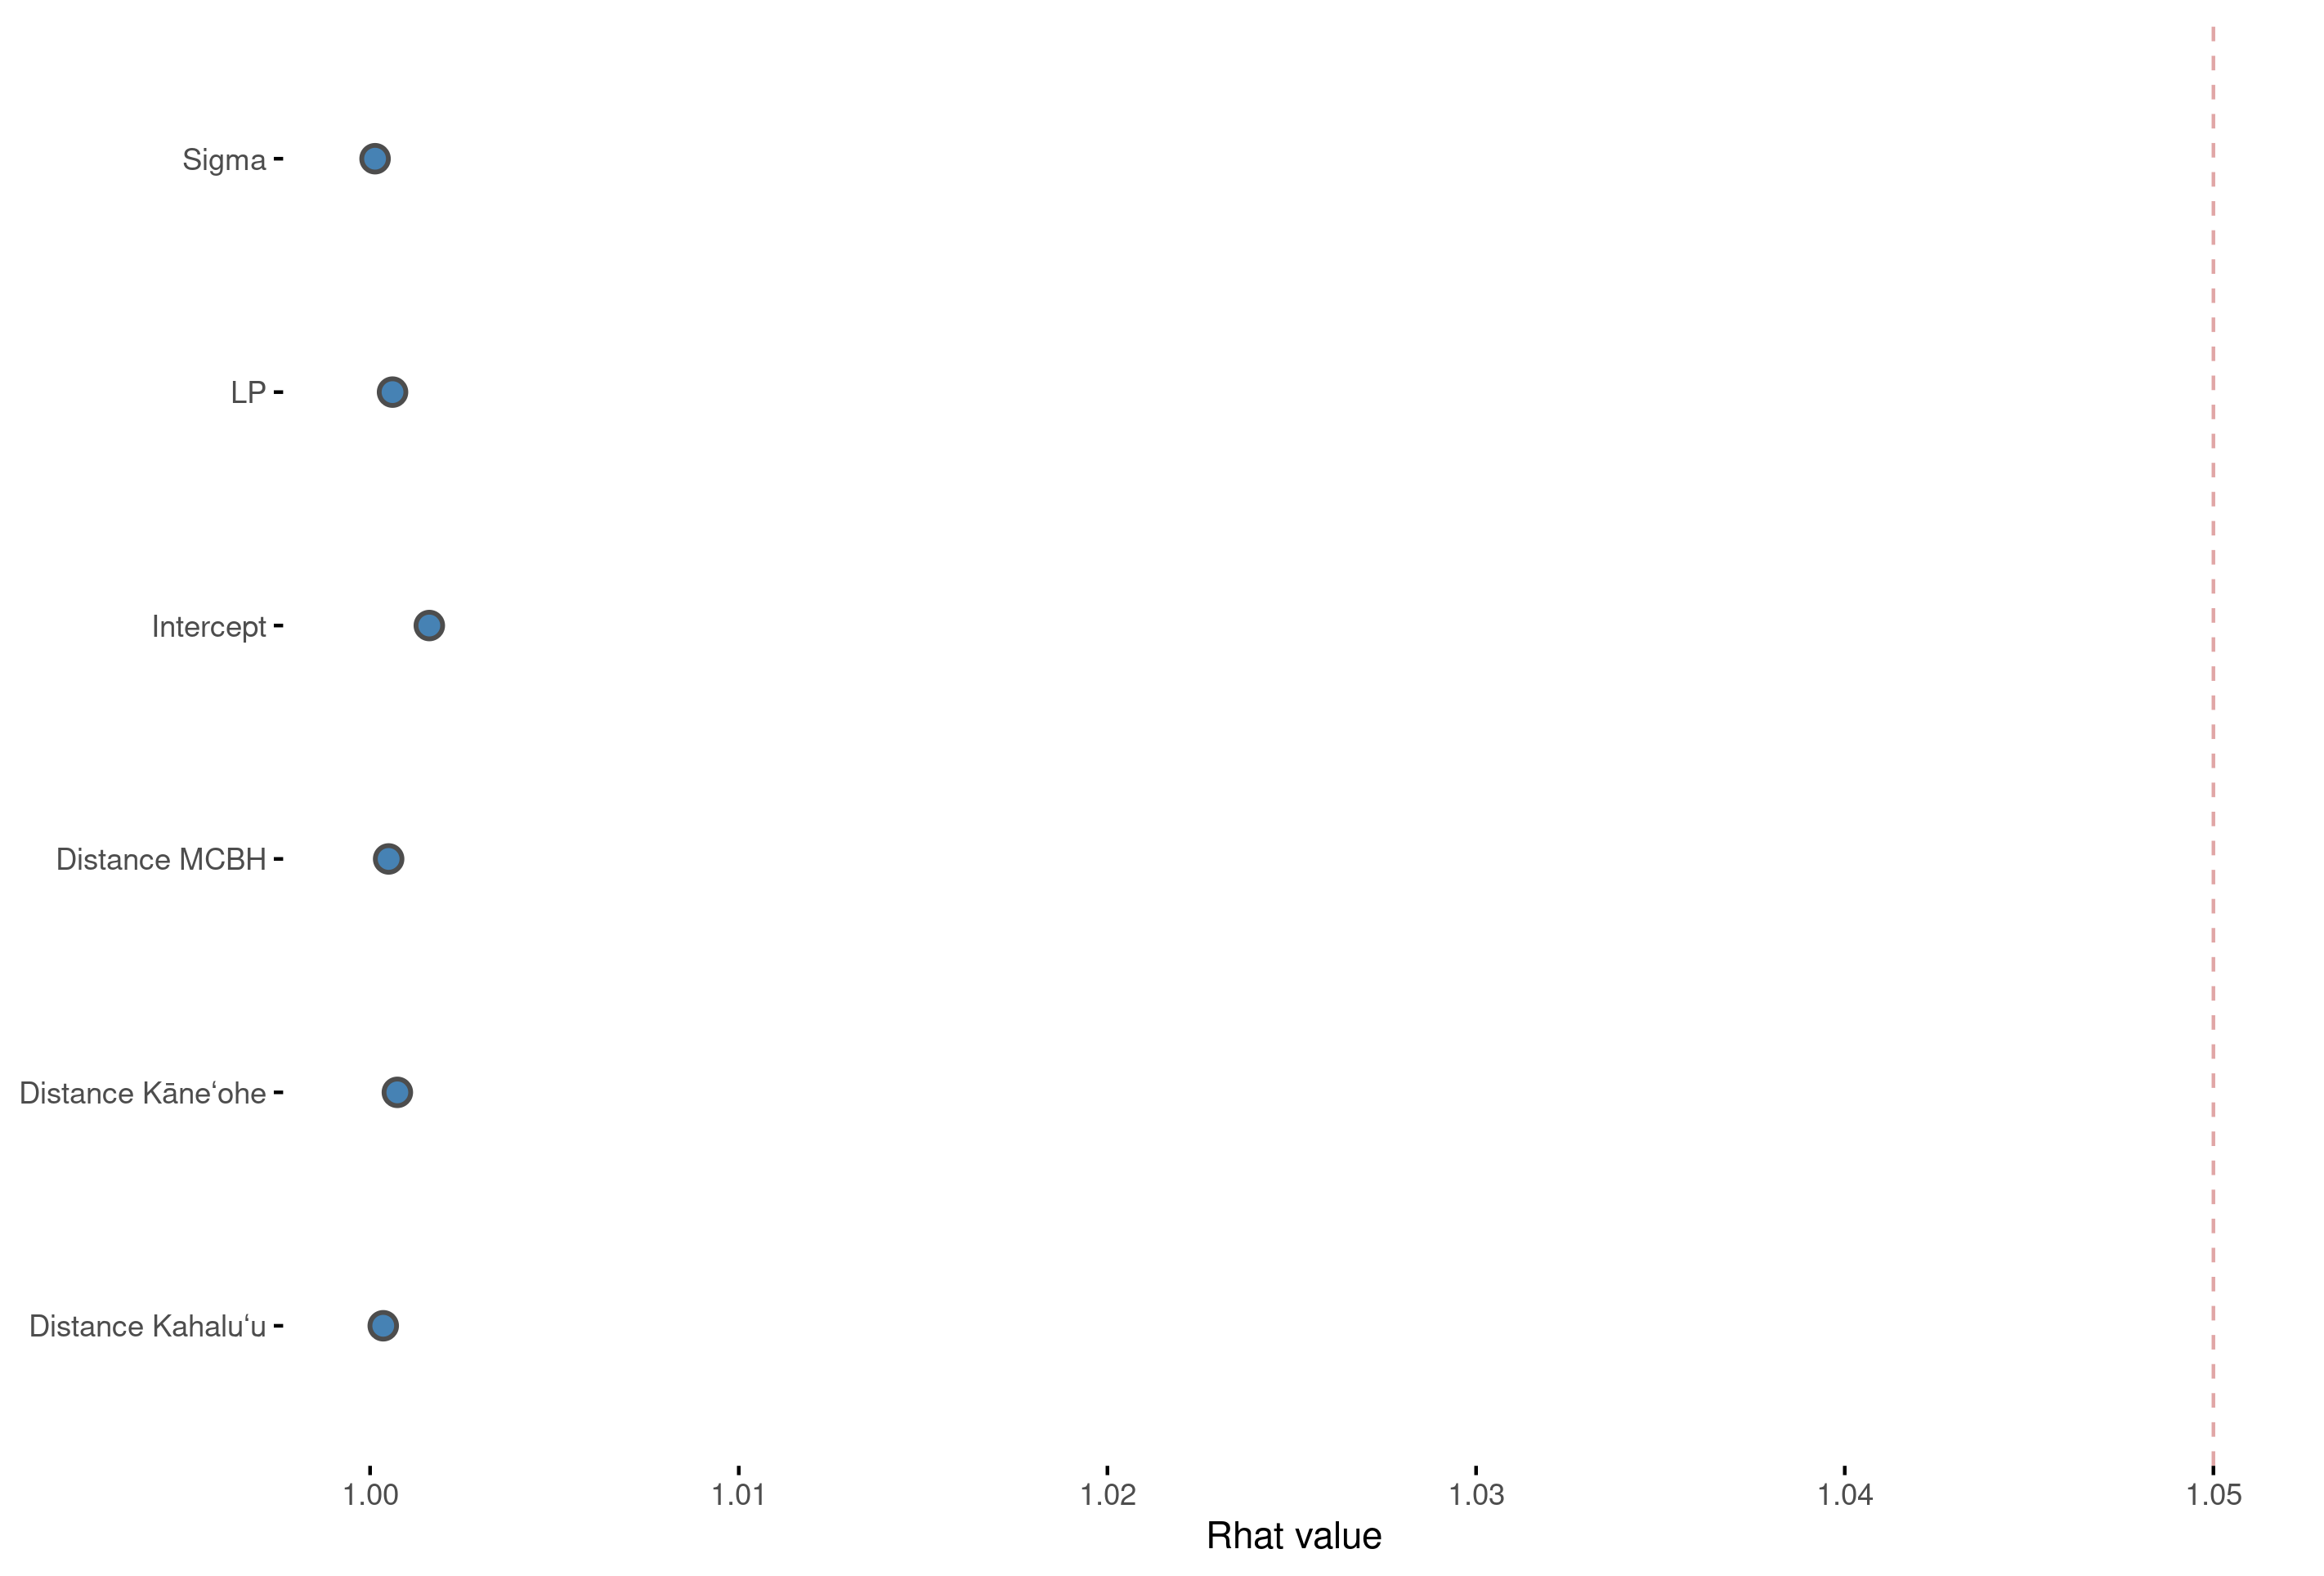 Sigma
LP
Intercept
Distance MCBH
Distance Kāneʻohe
Distance Kahaluʻu
1.00 1.01 1.02 1.03 1.04 1.05
Rhat value